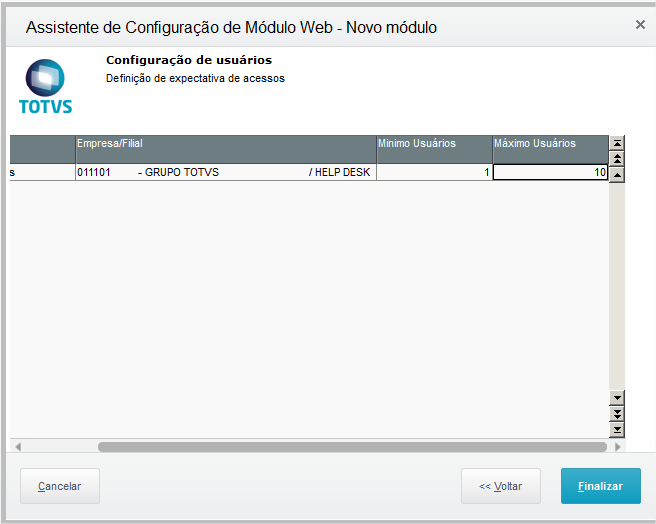 Assistente de Configuração de Módulo Web - Novo módulo
Configuração de usuários
Definição de expectativa de acessos
TOTVS
Empresa/Filial Minimo Usuários Máximo Usuários
s 011101 - GRUPO TOTVS / HELP DESK 1 10
Cancelar << Voltar Finalizar